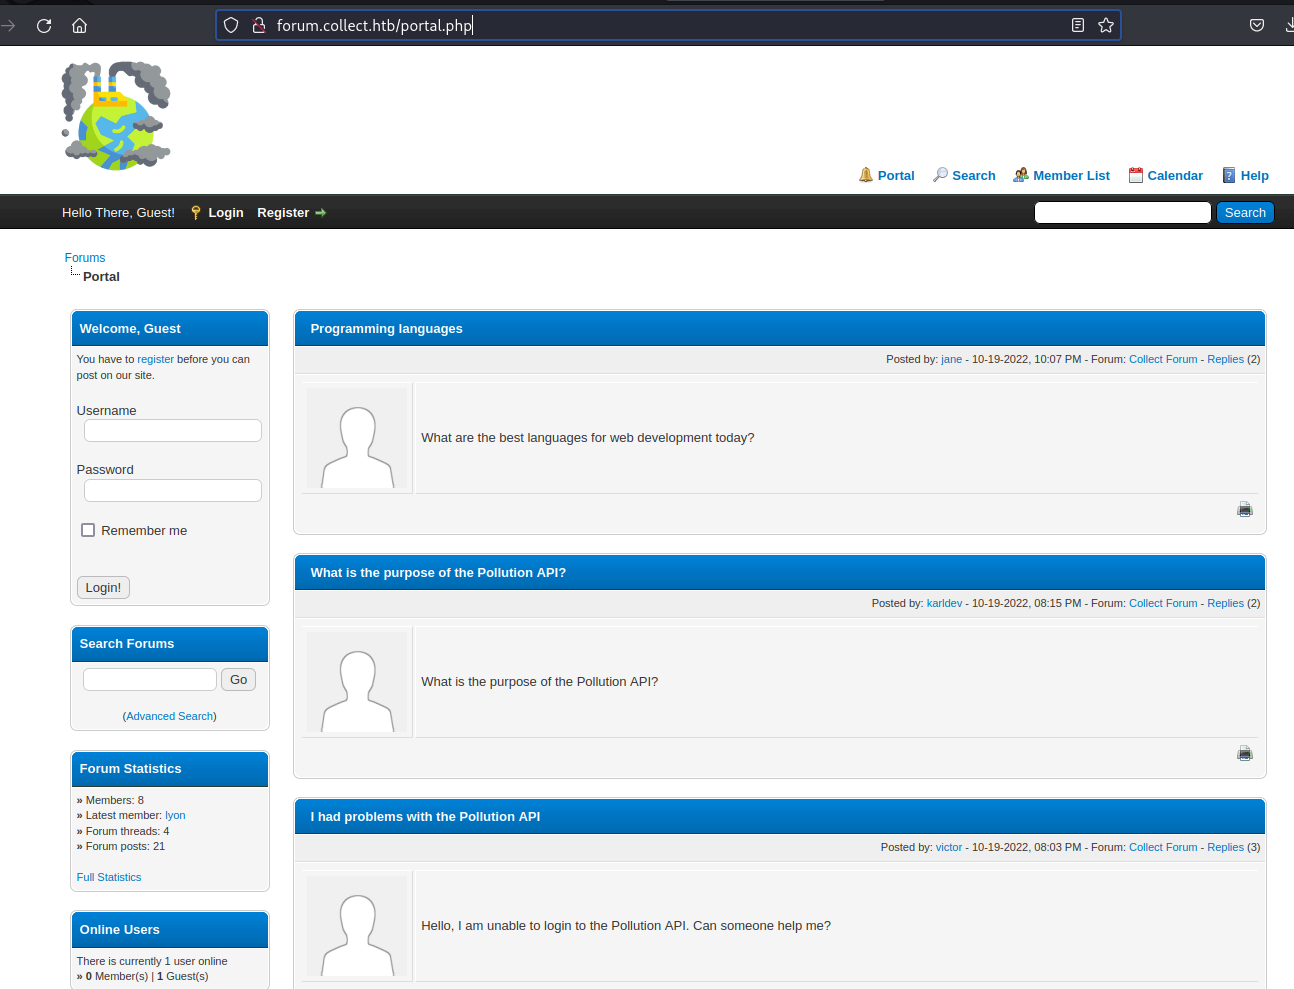 forum.collect.htb/portal.php
Portal Search Member List Calendar Help
Hello There, Guest! Login Register Search
Forums
Portal
Welcome, Guest
You have to register before you can
post on our site.
Username
Password
Remember me
Login!
Search Forums
Go
(Advanced Search)
Forum Statistics
» Members: 8
» Latest member: lyon
» Forum threads: 4
» Forum posts: 21
Full Statistics
Online Users
There is currently 1 user online
» 0 Member(s) | 1 Guest(s)
Programming languages
Posted by: jane - 10-19-2022, 10:07 PM - Forum: Collect Forum - Replies (2)
What are the best languages for web development today?
What is the purpose of the Pollution API?
Posted by: karldev - 10-19-2022, 08:15 PM - Forum: Collect Forum - Replies (2)
What is the purpose of the Pollution API?
I had problems with the Pollution API
Posted by: victor - 10-19-2022, 08:03 PM - Forum: Collect Forum - Replies (3)
Hello, I am unable to login to the Pollution API. Can someone help me?